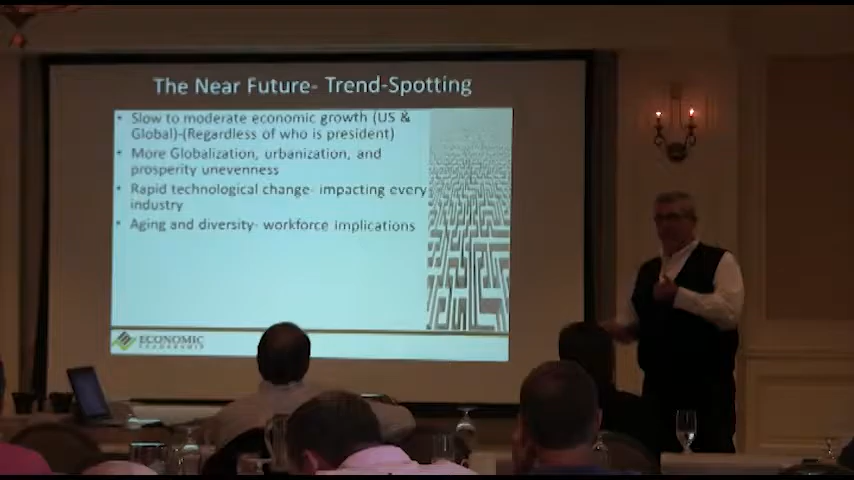 The Near Future- Trend-Spotting
• Slow to moderate economic growth (US &
Global)-(Regardless of who is president)
• More Globalization, urbanization, and
prosperity unevenness
• Rapid technological change- impacting every
industry
• Aging and diversity- workforce implications
ECONOMIC
LEADERSHIP